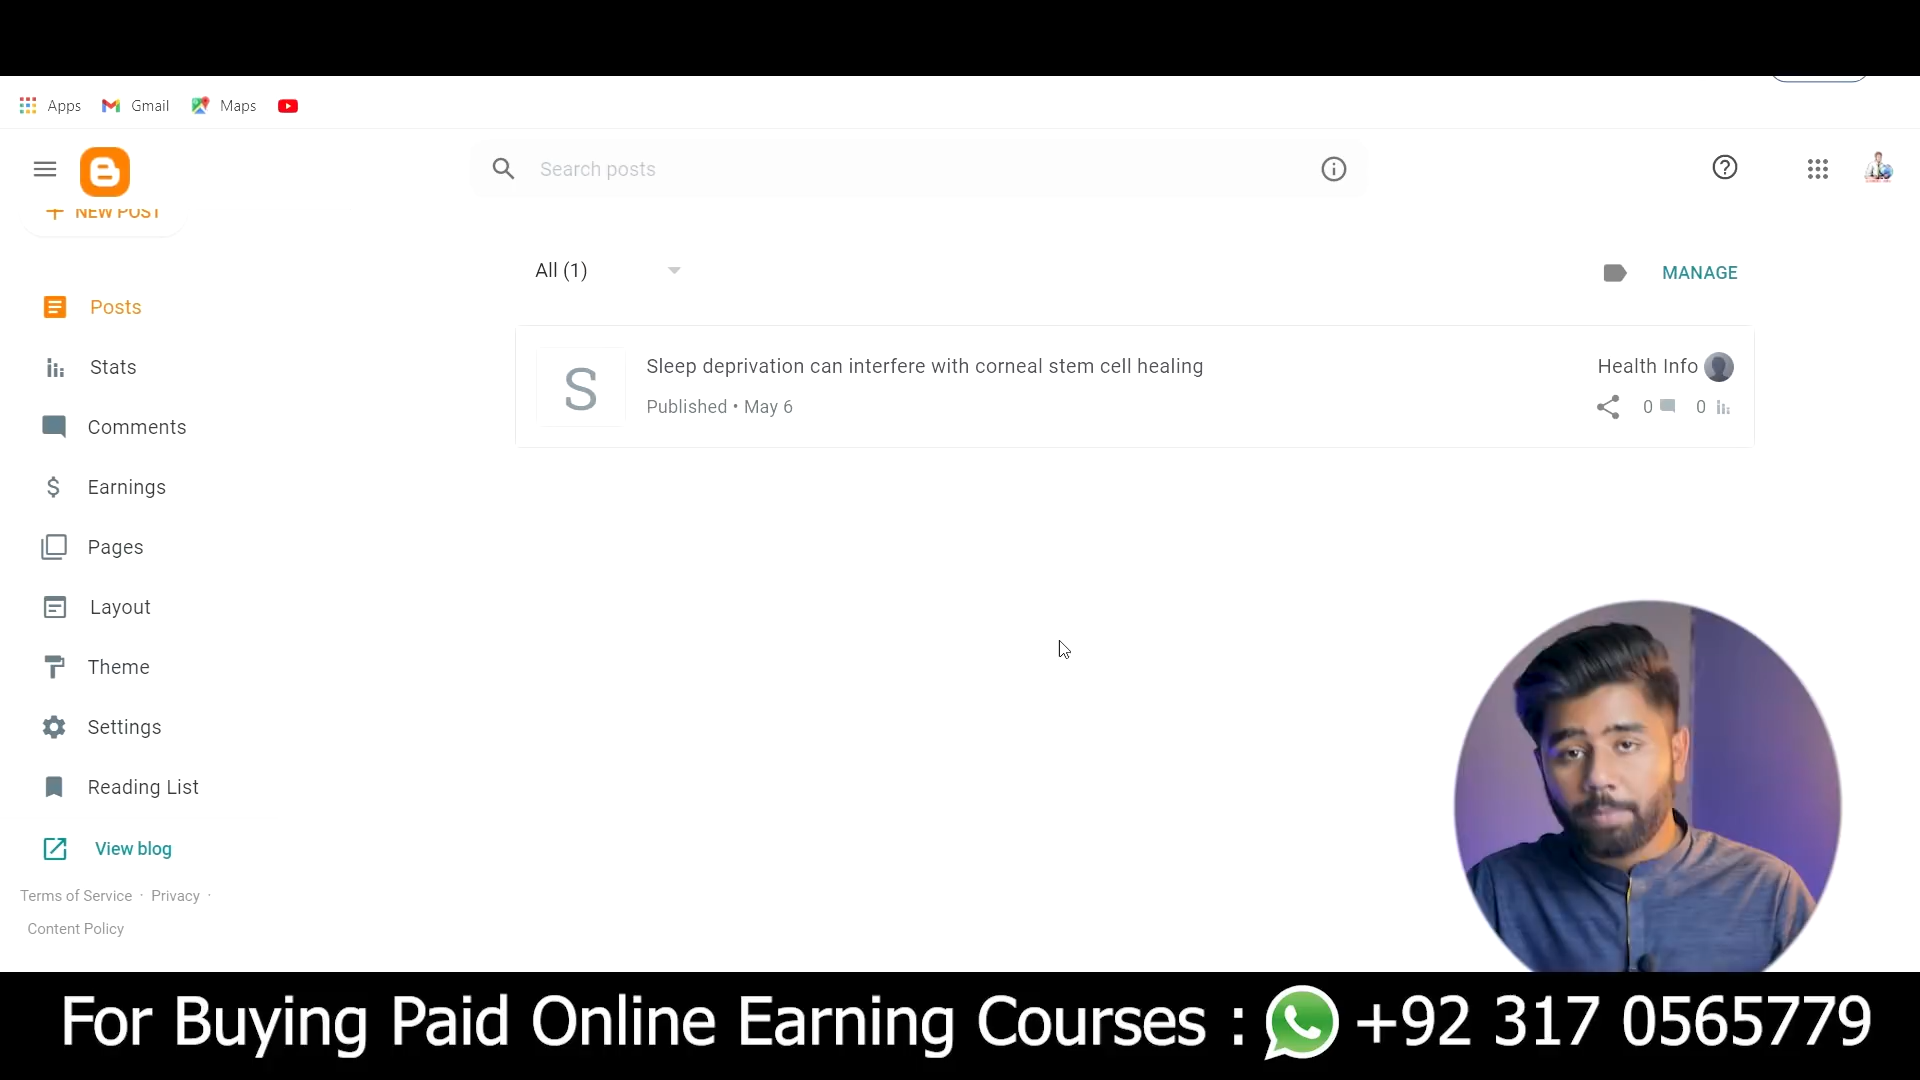 Apps Gmail Maps
Search posts
NEW POST
All (1)
MANAGE
Posts
Stats
Comments
Earnings
Pages
Layout
Theme
Settings
Reading List
View blog
Terms of Service · Privacy ·
Content Policy
S
Sleep deprivation can interfere with corneal stem cell healing
Published • May 6
Health Info
0 0
For Buying Paid Online Earning Courses : +92 317 0565779